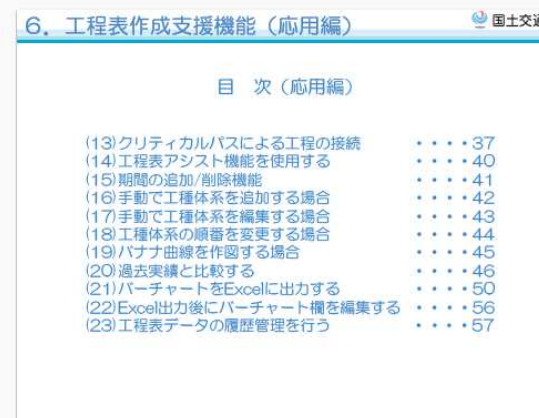 6. 工程表作成支援機能（応用編）
国土交通
目　次（応用編）
(13)クリティカルパスによる工程の接続 ・・・・37
(14)工程表アシスト機能を使用する ・・・・40
(15)期間の追加/削除機能 ・・・・41
(16)手動で工種体系を追加する場合 ・・・・42
(17)手動で工種体系を編集する場合 ・・・・43
(18)工種体系の順番を変更する場合 ・・・・44
(19)バナナ曲線を作図する場合 ・・・・45
(20)過去実績と比較する ・・・・46
(21)バーチャートをExcelに出力する ・・・・50
(22)Excel出力後にバーチャート欄を編集する ・・・・56
(23)工程表データの履歴管理を行う ・・・・57